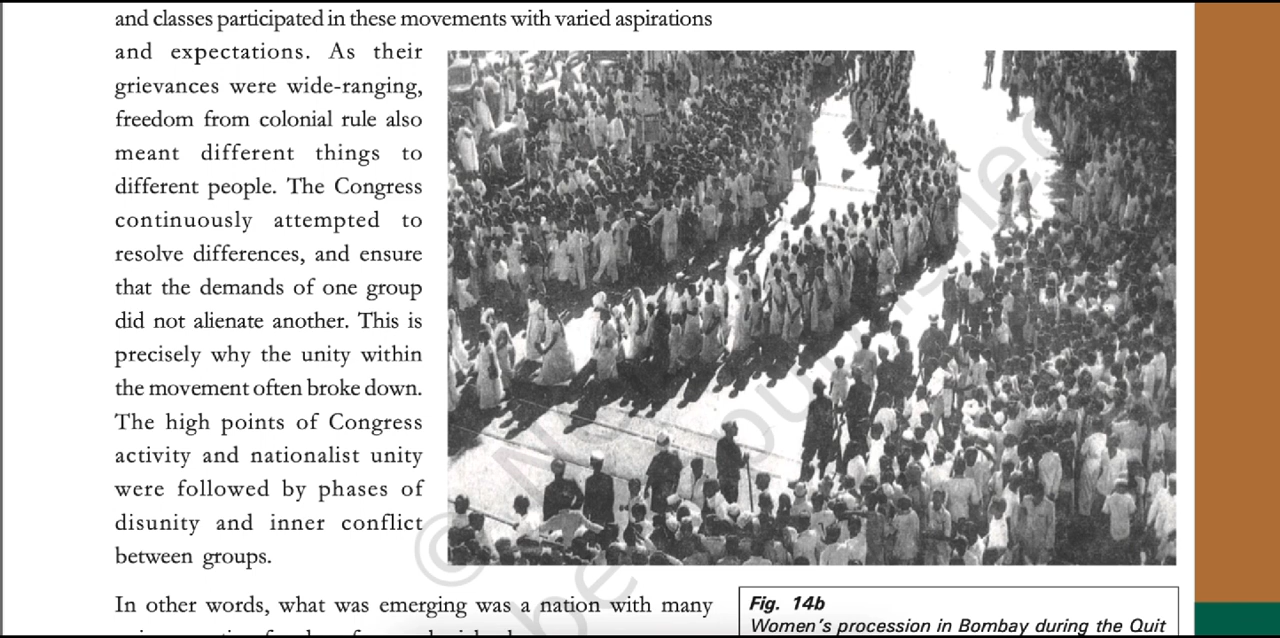 and classes participated in these movements with varied aspirations
and expectations. As their
grievances were wide-ranging,
freedom from colonial rule also
meant different things to
different people. The Congress
continuously attempted to
resolve differences, and ensure
that the demands of one group
did not alienate another. This is
precisely why the unity within
the movement often broke down.
The high points of Congress
activity and nationalist unity
were followed by phases of
disunity and inner conflict
between groups.
In other words, what was emerging was a nation with many
Fig. 14b
Women's procession in Bombay during the Quit